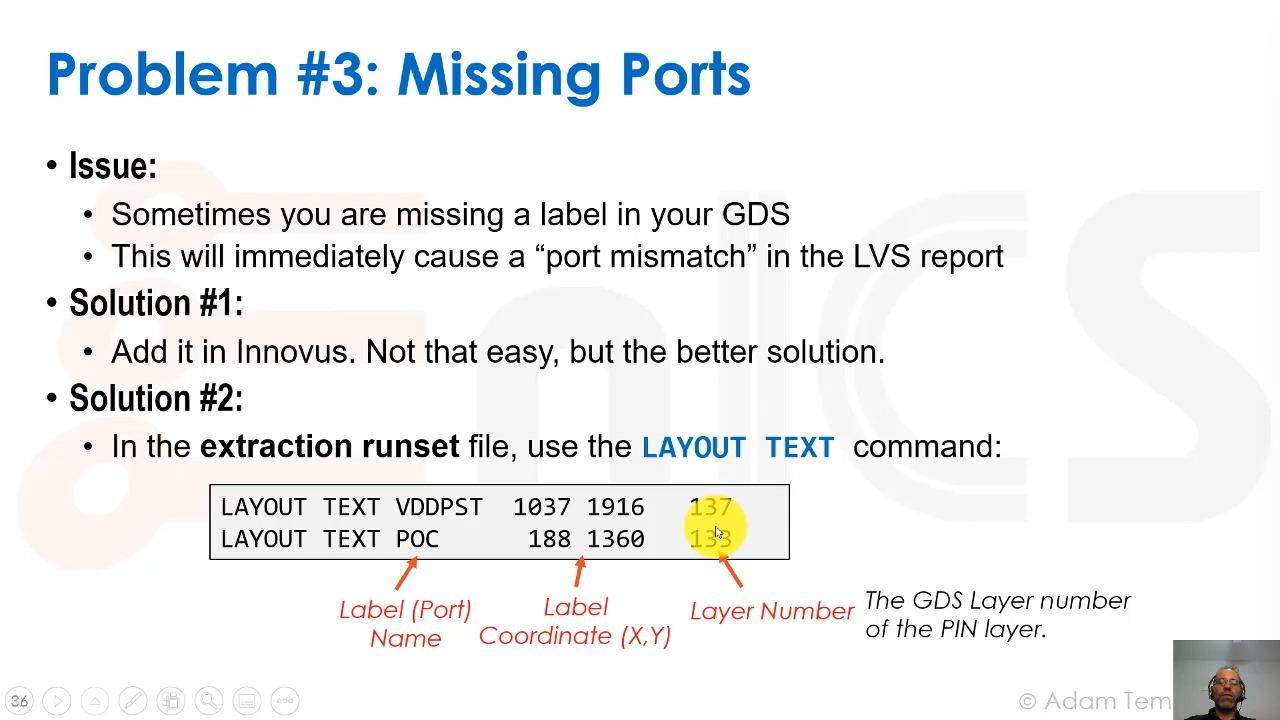 Problem #3: Missing Ports
• Issue:
• Sometimes you are missing a label in your GDS
• This will immediately cause a “port mismatch” in the LVS report
• Solution #1:
• Add it in Innovus. Not that easy, but the better solution.
• Solution #2:
• In the extraction runset file, use the LAYOUT TEXT command:
LAYOUT TEXT VDDPST 1037 1916 137
LAYOUT TEXT POC 188 1360 133
Label (Port)
Name
Label
Coordinate (X,Y)
Layer Number
The GDS Layer number
of the PIN layer.
36
© Adam Tem